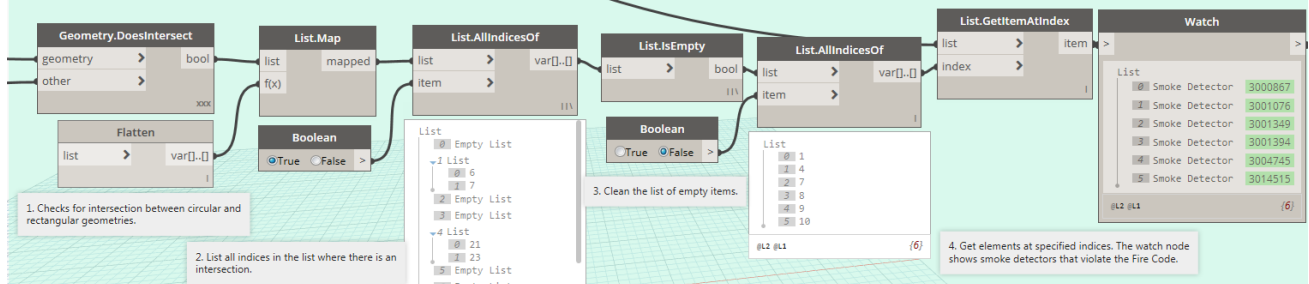 Geometry.DoesIntersect
geometry > bool
other >
xxx
Flatten
list > var[]..[]
|
1. Checks for intersection between circular and
rectangular geometries.
List.Map
list mapped
f(x)
Boolean
True False >
2. List all indices in the list where there is an
intersection.
List.AllIndicesOf
list > var[]..[]
item >
||\
List
0 Empty List
1 List
0 6
1 7
2 Empty List
3 Empty List
4 List
0 21
1 23
5 Empty List
List.IsEmpty
list > bool
||\
Boolean
True False >
3. Clean the list of empty items.
List.AllIndicesOf
list > var[]..[]
item >
|
List
0 1
1 4
2 7
3 8
4 9
5 10
@L2 @L1 {6}
List.GetItemAtIndex
list > item
index >
|
Watch
> >
List
0 Smoke Detector 3000867
1 Smoke Detector 3001076
2 Smoke Detector 3001349
3 Smoke Detector 3001394
4 Smoke Detector 3004745
5 Smoke Detector 3014515
@L2 @L1 {6}
4. Get elements at specified indices. The watch node
shows smoke detectors that violate the Fire Code.